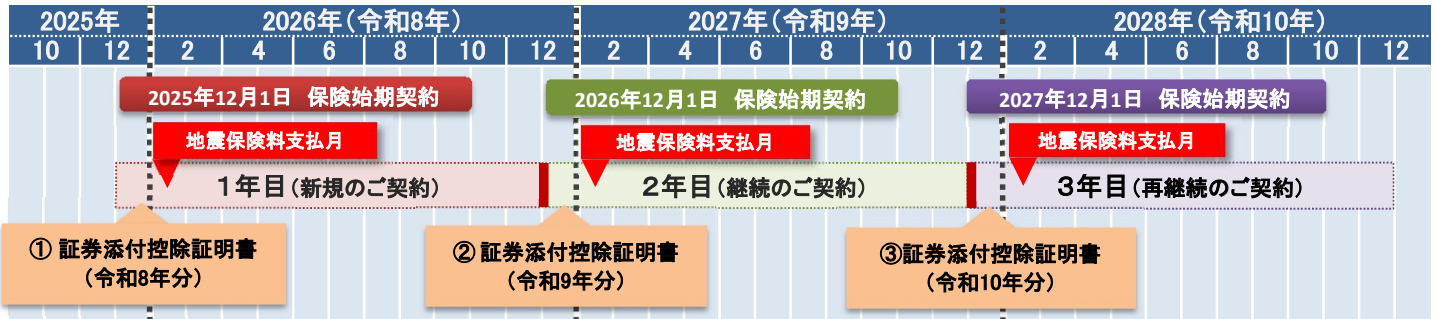 2025年 2026年(令和8年) 2027年(令和9年) 2028年(令和10年)
10 12 2 4 6 8 10 12 2 4 6 8 10 12 2 4 6 8 10 12
2025年12月1日 保険始期契約
2026年12月1日 保険始期契約
2027年12月1日 保険始期契約
地震保険料支払月
地震保険料支払月
地震保険料支払月
1年目(新規のご契約)
2年目(継続のご契約)
3年目(再継続のご契約)
① 証券添付控除証明書
(令和8年分)
② 証券添付控除証明書
(令和9年分)
③証券添付控除証明書
(令和10年分)